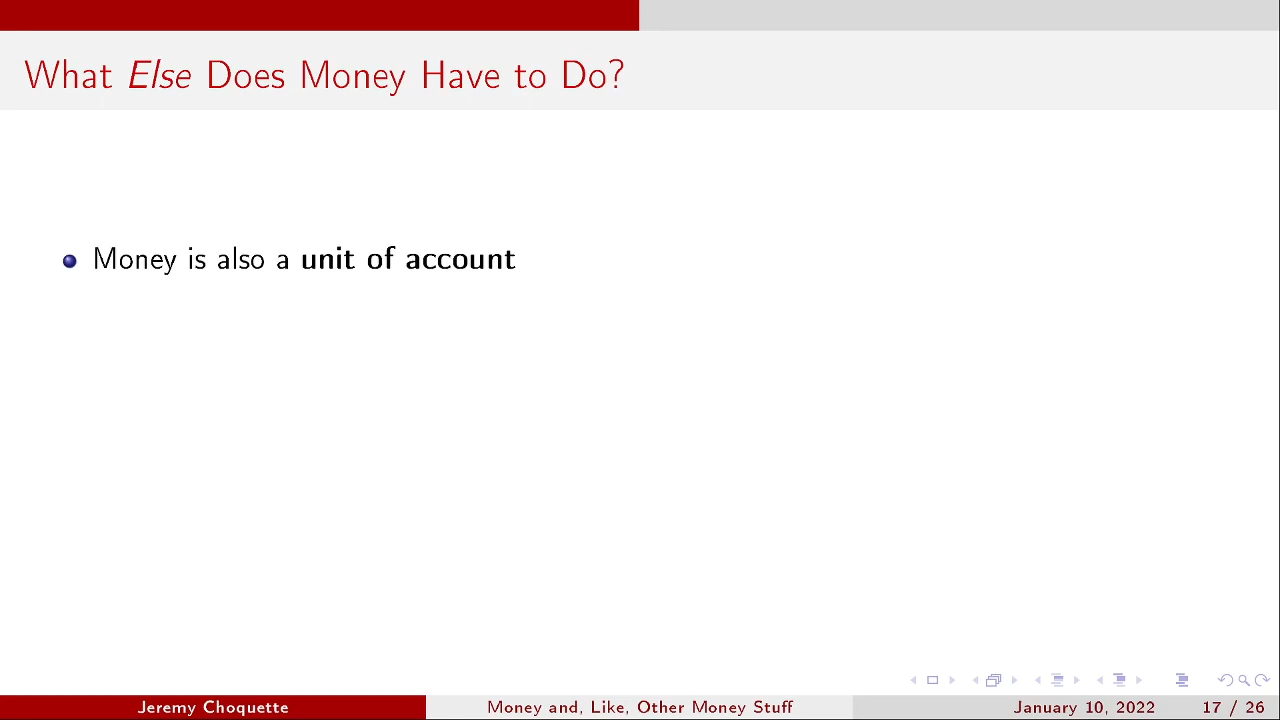 What Else Does Money Have to Do?
Money is also a unit of account
Jeremy Choquette
Money and, Like, Other Money Stuff
January 10, 2022
17 / 26